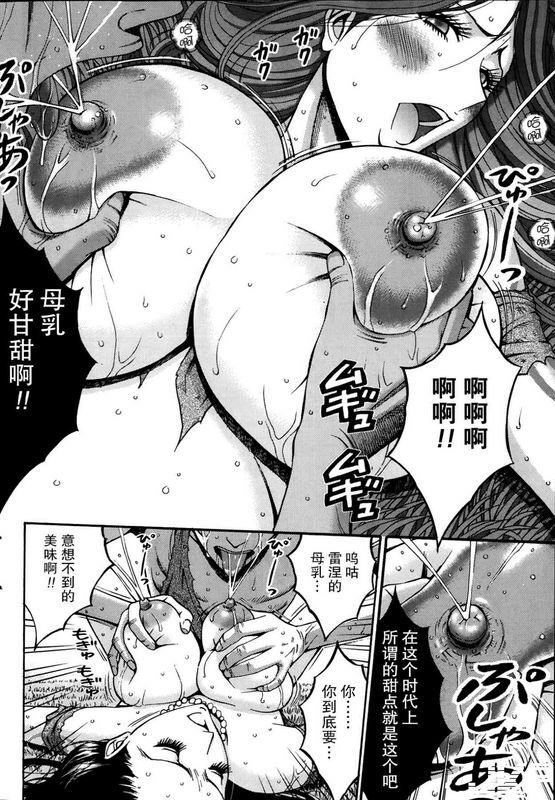 哈
啊
ガク
ガク
哈
啊
ぷしゃあっ
哈
啊
ぴゅっ
母乳
好甘甜啊!!
啊啊啊
啊啊!!
ムギュ
ムギュ
在这个时代上
所谓的甜点就是这个吧
ぷしゃあっ
呜咕
雷涅的
母乳…
意想不到的
美味啊!!
ぴゅっ
ぴゅっ
もぎゅ
もぎゅ
你……
你到底要…